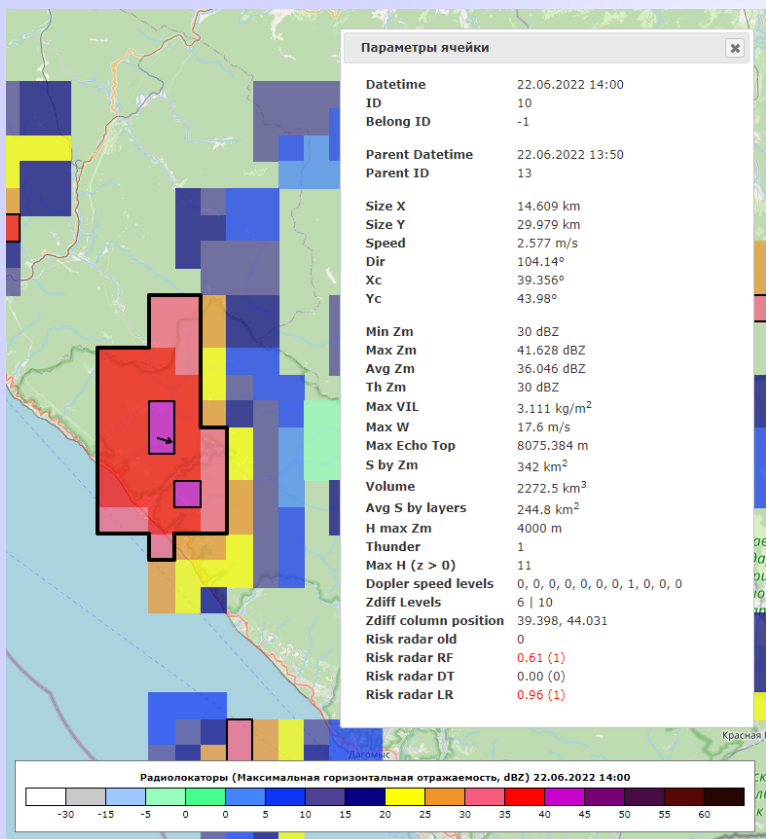 Параметры ячейки
Datetime 22.06.2022 14:00
ID 10
Belong ID -1
Parent Datetime 22.06.2022 13:50
Parent ID 13
Size X 14.609 km
Size Y 29.979 km
Speed 2.577 m/s
Dir 104.14°
Xc 39.356°
Yc 43.98°
Min Zm 30 dBZ
Max Zm 41.628 dBZ
Avg Zm 36.046 dBZ
Th Zm 30 dBZ
Max VIL 3.111 kg/m²
Max W 17.6 m/s
Max Echo Top 8075.384 m
S by Zm 342 km²
Volume 2272.5 km³
Avg S by layers 244.8 km²
H max Zm 4000 m
Thunder 1
Max H (z > 0) 11
Dopler speed levels 0, 0, 0, 0, 0, 0, 0, 1, 0, 0, 0
Zdiff Levels 6 | 10
Zdiff column position 39.398, 44.031
Risk radar old 0
Risk radar RF 0.61 (1)
Risk radar DT 0.00 (0)
Risk radar LR 0.96 (1)
Дагомыс
Красная
Радиолокаторы (Максимальная горизонтальная отражаемость, dBZ) 22.06.2022 14:00
-30 -15 -5 0 0 5 10 15 20 25 30 35 40 45 50 55 60